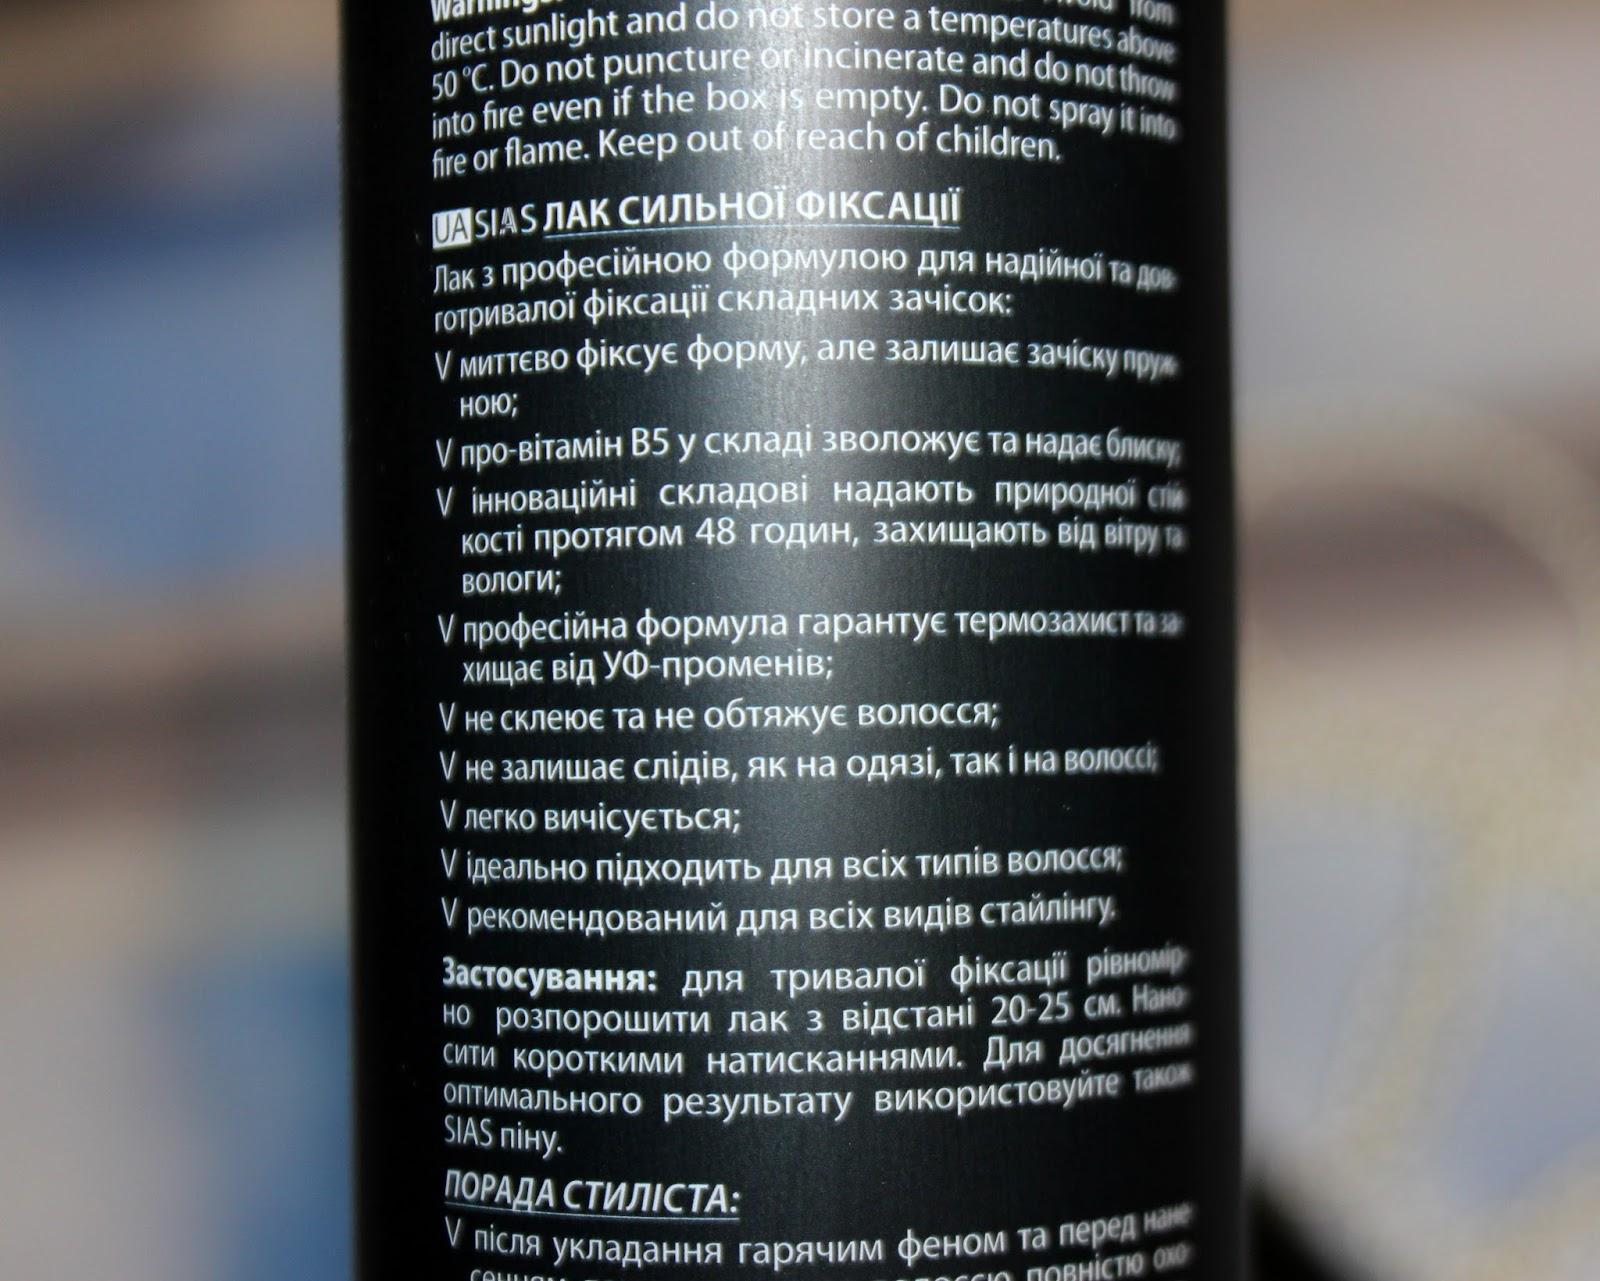 Warnings: from
direct sunlight and do not store a temperatures above
50 °C. Do not puncture or incinerate and do not throw
into fire even if the box is empty. Do not spray it into
fire or flame. Keep out of reach of children.
UA SIAS ЛАК СИЛЬНОЇ ФІКСАЦІЇ
Лак з професійною формулою для надійної та дов-
готривалої фіксації складних зачісок:
V миттєво фіксує форму, але залишає зачіску пруж-
ною;
V про-вітамін В5 у складі зволожує та надає блиску;
V інноваційні складові надають природної стій-
кості протягом 48 годин, захищають від вітру та
вологи;
V професійна формула гарантує термозахист та за-
хищає від УФ-променів;
V не склеює та не обтяжує волосся;
V не залишає слідів, як на одязі, так і на волоссі;
V легко вичісується;
V ідеально підходить для всіх типів волосся;
V рекомендований для всіх видів стайлінгу.
Застосування: для тривалої фіксації рівномір-
но розпорошити лак з відстані 20-25 см. Нано-
сити короткими натисканнями. Для досягнення
оптимального результату використовуйте також
SIAS піну.
ПОРАДА СТИЛІСТА:
V після укладання гарячим феном та перед нане-
повністю охо-